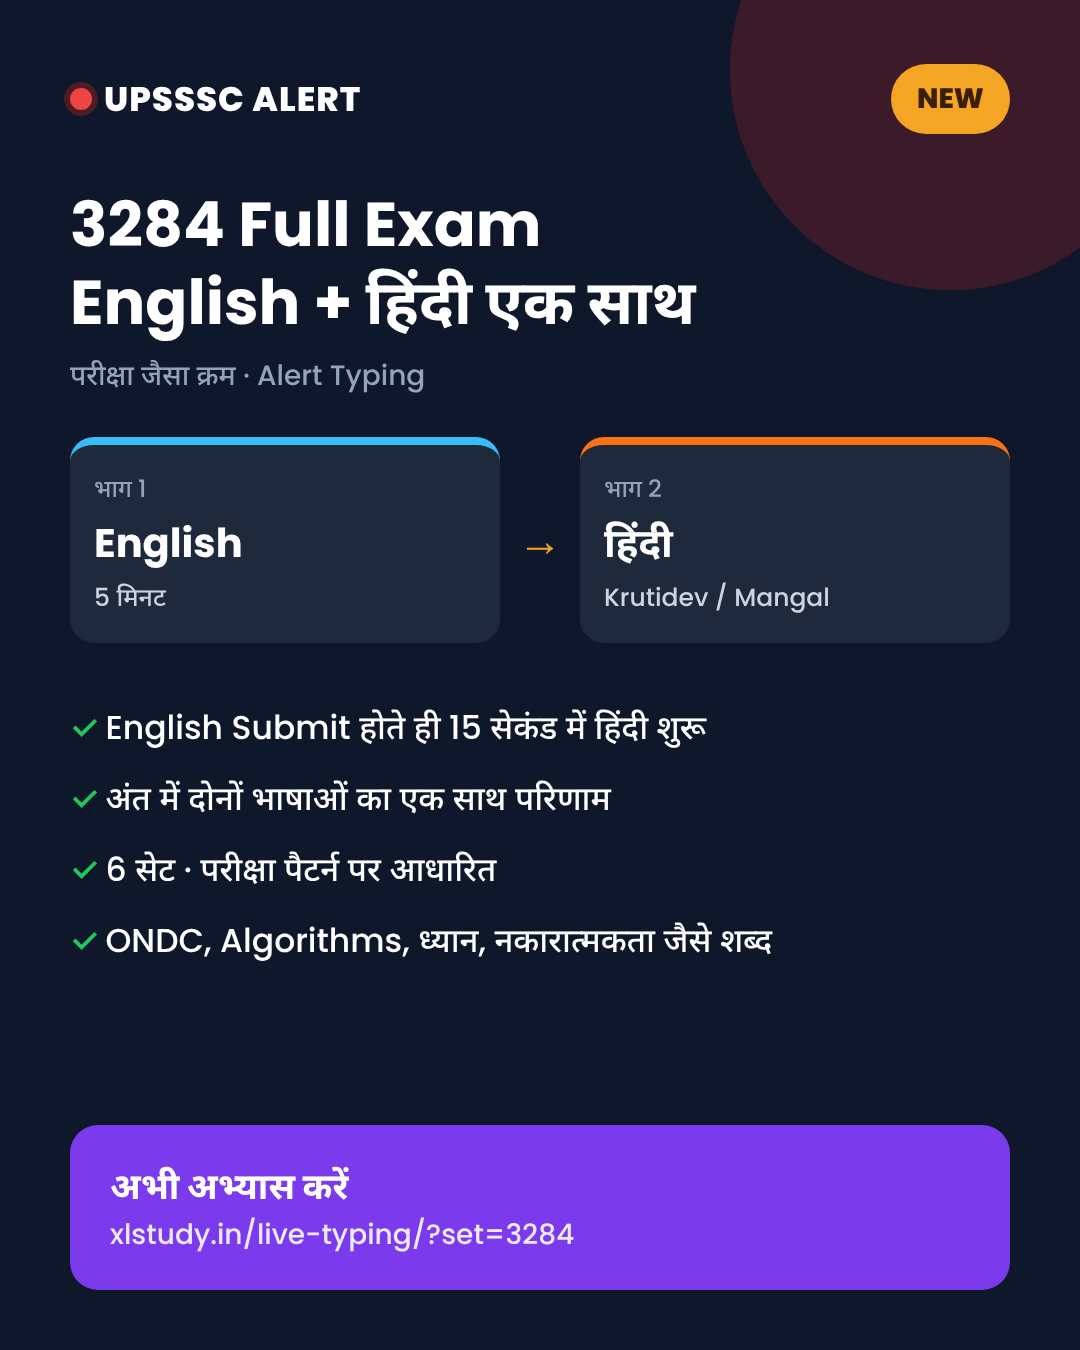 UPSSSC ALERT
NEW
3284 Full Exam
English + हिंदी एक साथ
परीक्षा जैसा क्रम · Alert Typing
भाग 1
English
5 मिनट
→
भाग 2
हिंदी
Krutidev / Mangal
✓ English Submit होते ही 15 सेकंड में हिंदी शुरू
✓ अंत में दोनों भाषाओं का एक साथ परिणाम
✓ 6 सेट · परीक्षा पैटर्न पर आधारित
✓ ONDC, Algorithms, ध्यान, नकारात्मकता जैसे शब्द
अभी अभ्यास करें
xlstudy.in/live-typing/?set=3284